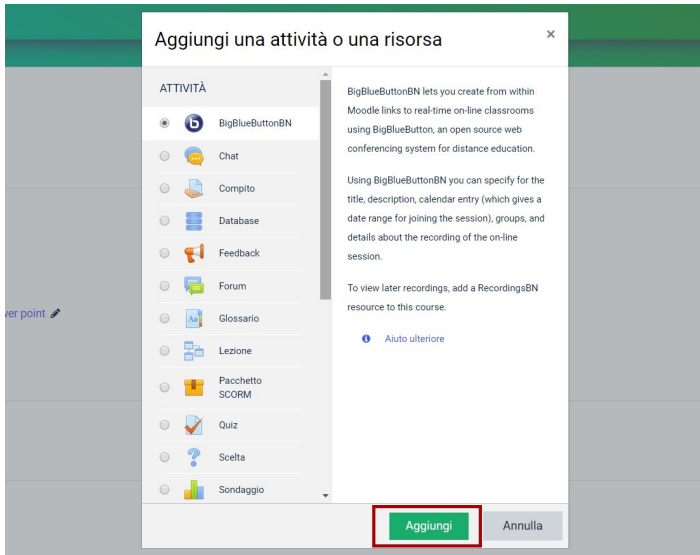 Aggiungi una attività o una risorsa
×
ATTIVITÀ
BigBlueButtonBN
Chat
Compito
Database
Feedback
Forum
Glossario
Lezione
Pacchetto
SCORM
Quiz
Scelta
Sondaggio
BigBlueButtonBN lets you create from within
Moodle links to real-time on-line classrooms
using BigBlueButton, an open source web
conferencing system for distance education.
Using BigBlueButtonBN you can specify for the
title, description, calendar entry (which gives a
date range for joining the session), groups, and
details about the recording of the on-line
session.
To view later recordings, add a RecordingsBN
resource to this course.
Aiuto ulteriore
ver point
Aggiungi
Annulla